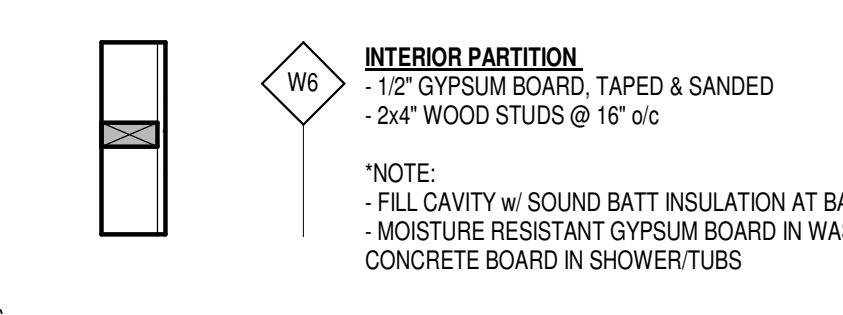 W6
INTERIOR PARTITION
- 1/2" GYPSUM BOARD, TAPED & SANDED
- 2x4" WOOD STUDS @ 16" o/c
*NOTE:
- FILL CAVITY w/ SOUND BATT INSULATION AT
- MOISTURE RESISTANT GYPSUM BOARD IN
CONCRETE BOARD IN SHOWER/TUBS